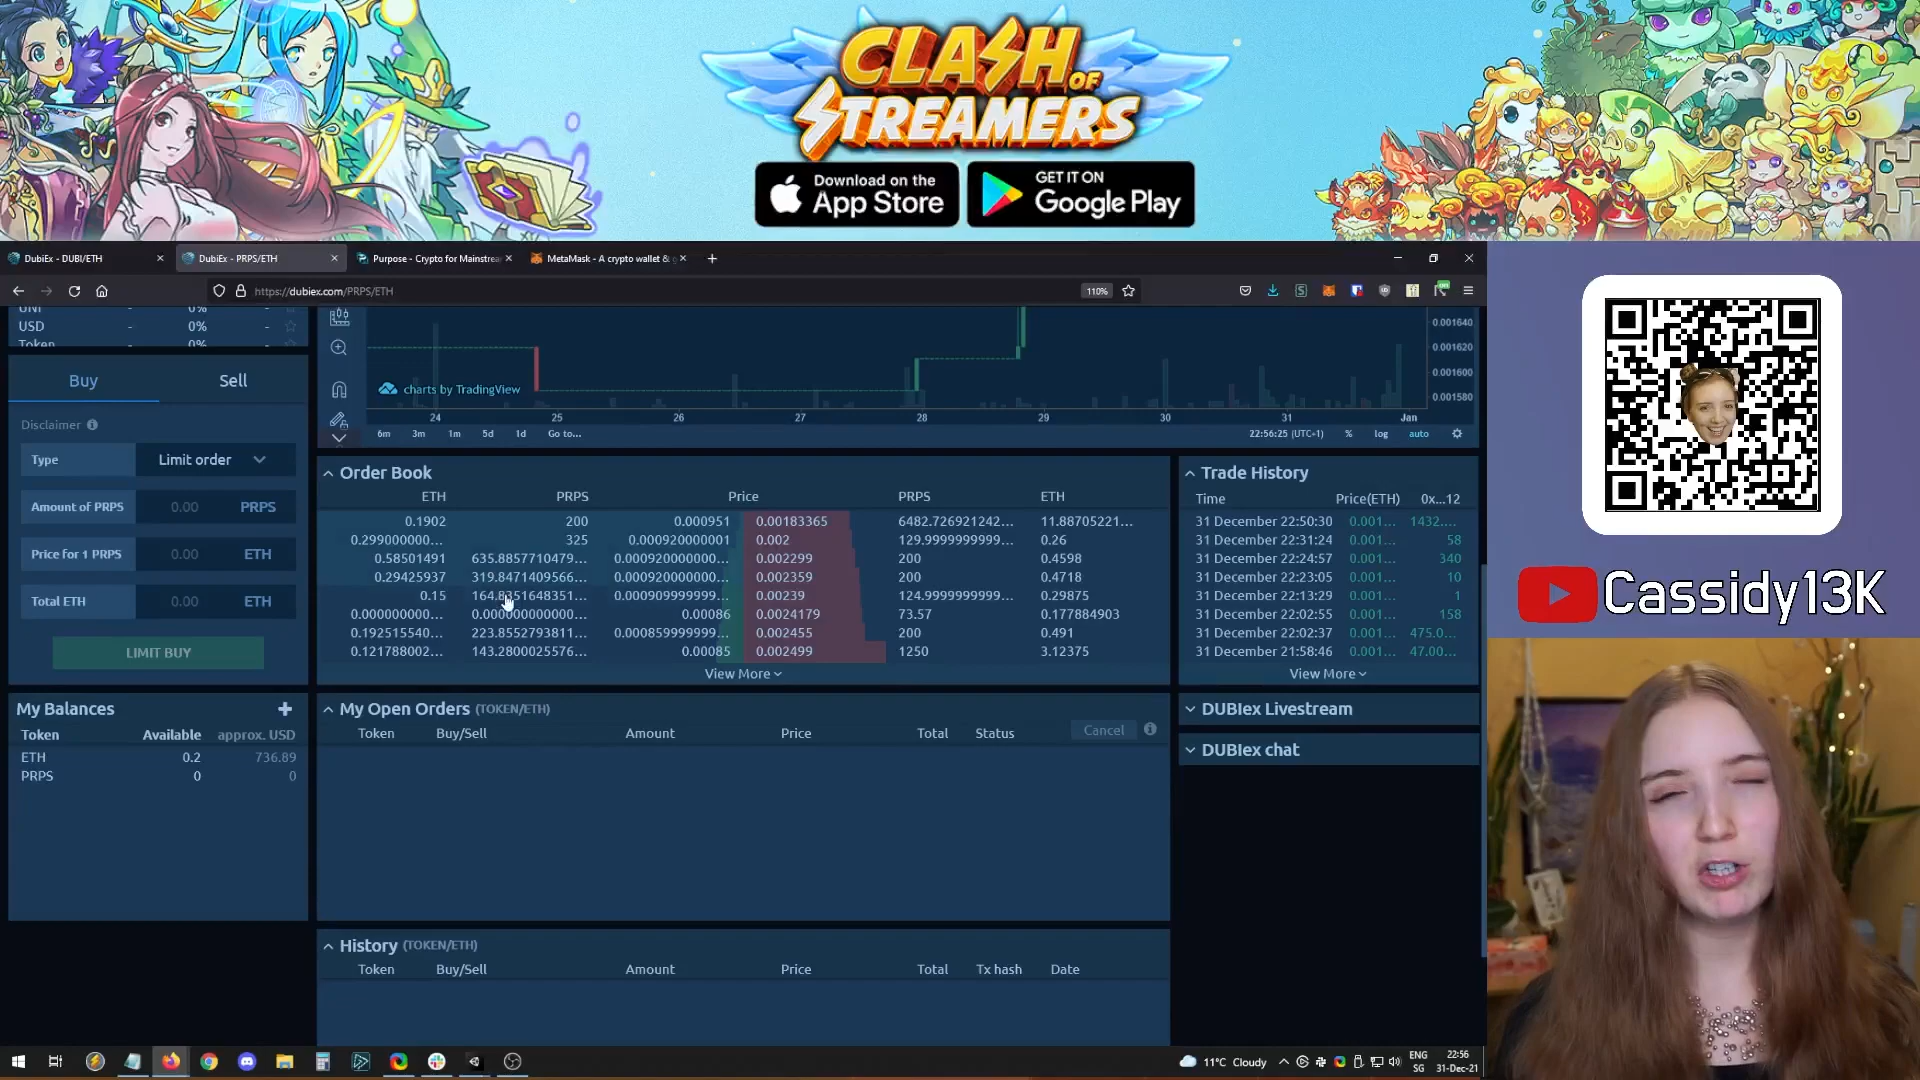 CLASH OF
STREAMERS
Download on the
App Store
GET IT ON
Google Play
DubiEx - DUBI/ETH
DubiEx - PRPS/ETH
Purpose - Crypto for Mainstrea
MetaMask - A crypto wallet &
https://dubiex.com/PRPS/ETH
110%
UNI - 0% -
USD - 0% -
Token - 0% -
0.001640
0.001620
0.001600
0.001580
charts by TradingView
24 25 26 27 28 29 30 31 Jan
6m 3m 1m 5d 1d Go to...
22:56:25 (UTC+1) % log auto
Buy Sell
Disclaimer
Type Limit order
Amount of PRPS 0.00 PRPS
Price for 1 PRPS 0.00 ETH
Total ETH 0.00 ETH
LIMIT BUY
My Balances +
Token Available approx. USD
ETH 0.2 736.89
PRPS 0 0
Order Book
ETH PRPS Price PRPS ETH
0.1902 200 0.000951 0.00183365 6482.726921242... 11.88705221...
0.299000000... 325 0.000920000001 0.002 129.9999999999... 0.26
0.58501491 635.8857710479... 0.000920000000... 0.002299 200 0.4598
0.29425937 319.8471409566... 0.000920000000... 0.002359 200 0.4718
0.15 164.8351648351... 0.000909999999... 0.00239 124.9999999999... 0.29875
0.000000000... 0.000000000000... 0.00086 0.0024179 73.57 0.177884903
0.192515540... 223.8552793811... 0.000859999999... 0.002455 200 0.491
0.121788002... 143.2800025576... 0.00085 0.002499 1250 3.12375
View More
Trade History
Time Price(ETH) 0x...12
31 December 22:50:30 0.001... 1432....
31 December 22:31:24 0.001... 58
31 December 22:24:57 0.001... 340
31 December 22:23:05 0.001... 10
31 December 22:13:29 0.001... 1
31 December 22:02:55 0.001... 158
31 December 22:02:37 0.001... 475.0...
31 December 21:58:46 0.001... 47.00...
View More
My Open Orders (TOKEN/ETH)
Token Buy/Sell Amount Price Total Status
Cancel
DUBIex Livestream
DUBIex chat
History (TOKEN/ETH)
Token Buy/Sell Amount Price Total Tx hash Date
Cassidy13K
11°C Cloudy
ENG
SG
22:56
31-Dec-21